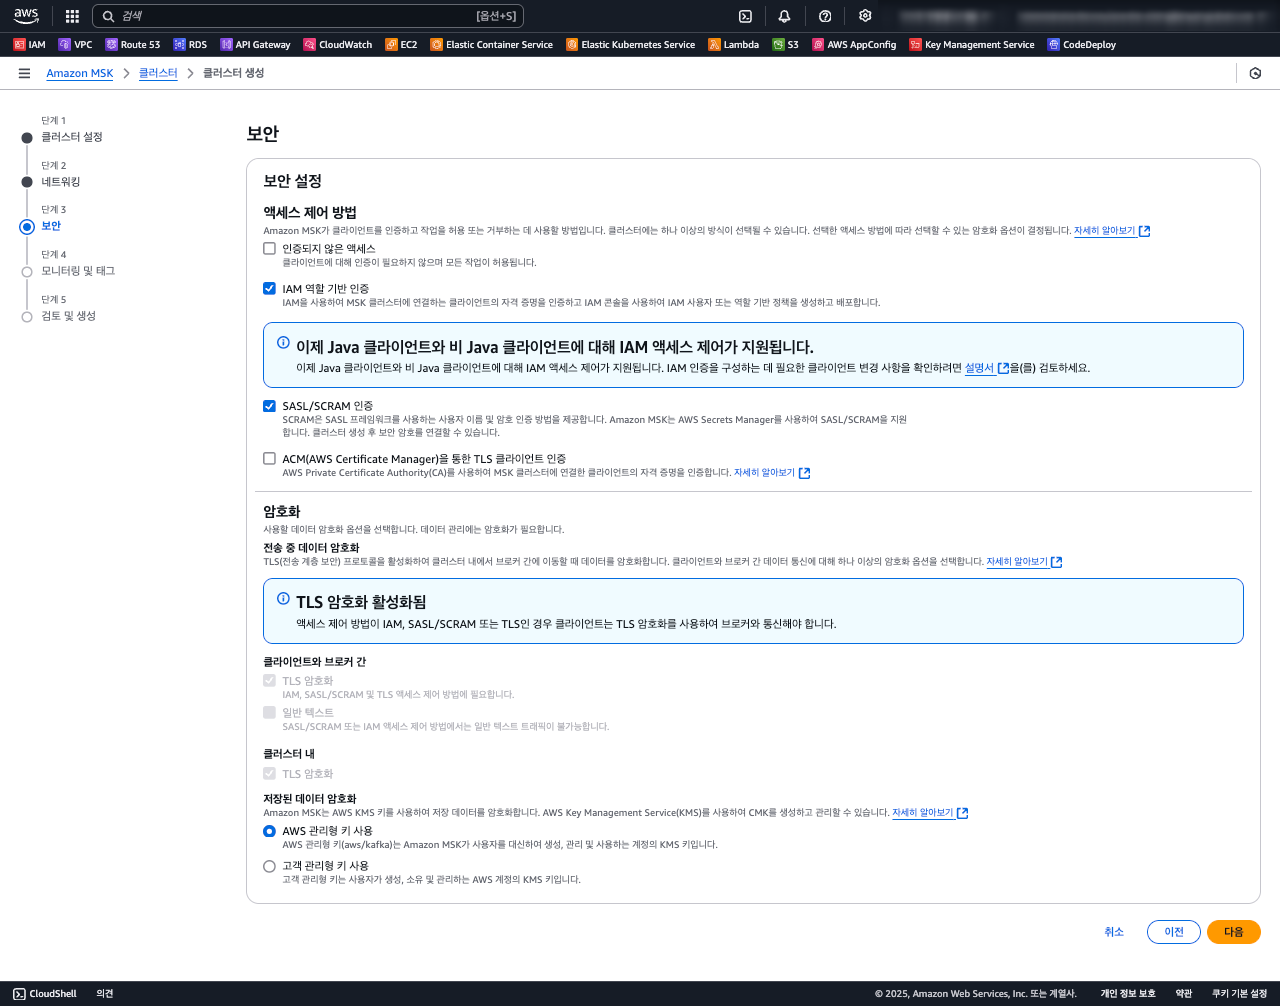 aws
검색
[옵션+S]
IAM
VPC
Route 53
RDS
API Gateway
CloudWatch
EC2
Elastic Container Service
Elastic Kubernetes Service
Lambda
S3
AWS AppConfig
Key Management Service
CodeDeploy
Amazon MSK
클러스터
클러스터 생성
단계 1
클러스터 설정
단계 2
네트워킹
단계 3
보안
단계 4
모니터링 및 태그
단계 5
검토 및 생성
보안
보안 설정
액세스 제어 방법
Amazon MSK가 클라이언트를 인증하고 작업을 허용 또는 거부하는 데 사용할 방법입니다. 클러스터에는 하나 이상의 방식이 선택될 수 있습니다. 선택한 액세스 방법에 따라 선택할 수 있는 암호화 옵션이 결정됩니다. 자세히 알아보기
인증되지 않은 액세스
클라이언트에 대해 인증이 필요하지 않으며 모든 작업이 허용됩니다.
IAM 역할 기반 인증
IAM을 사용하여 MSK 클러스터에 연결하는 클라이언트의 자격 증명을 인증하고 IAM 콘솔을 사용하여 IAM 사용자 또는 역할 기반 정책을 생성하고 배포합니다.
이제 Java 클라이언트와 비 Java 클라이언트에 대해 IAM 액세스 제어가 지원됩니다.
이제 Java 클라이언트와 비 Java 클라이언트에 대해 IAM 액세스 제어가 지원됩니다. IAM 인증을 구성하는 데 필요한 클라이언트 변경 사항을 확인하려면 설명서 을(를) 검토하세요.
SASL/SCRAM 인증
SCRAM은 SASL 프레임워크를 사용하는 사용자 이름 및 암호 인증 방법을 제공합니다. Amazon MSK는 AWS Secrets Manager를 사용하여 SASL/SCRAM을 지원
합니다. 클러스터 생성 후 보안 암호를 연결할 수 있습니다.
ACM(AWS Certificate Manager)을 통한 TLS 클라이언트 인증
AWS Private Certificate Authority(CA)를 사용하여 MSK 클러스터에 연결한 클라이언트의 자격 증명을 인증합니다. 자세히 알아보기
암호화
사용할 데이터 암호화 옵션을 선택합니다. 데이터 관리에는 암호화가 필요합니다.
전송 중 데이터 암호화
TLS(전송 계층 보안) 프로토콜을 활성화하여 클러스터 내에서 브로커 간에 이동할 때 데이터를 암호화합니다. 클라이언트와 브로커 간 데이터 통신에 대해 하나 이상의 암호화 옵션을 선택합니다. 자세히 알아보기
TLS 암호화 활성화됨
액세스 제어 방법이 IAM, SASL/SCRAM 또는 TLS인 경우 클라이언트는 TLS 암호화를 사용하여 브로커와 통신해야 합니다.
클라이언트와 브로커 간
TLS 암호화
IAM, SASL/SCRAM 및 TLS 액세스 제어 방법에 필요합니다.
일반 텍스트
SASL/SCRAM 또는 IAM 액세스 제어 방법에서는 일반 텍스트 트래픽이 불가능합니다.
클러스터 내
TLS 암호화
저장된 데이터 암호화
Amazon MSK는 AWS KMS 키를 사용하여 저장 데이터를 암호화합니다. AWS Key Management Service(KMS)를 사용하여 CMK를 생성하고 관리할 수 있습니다. 자세히 알아보기
AWS 관리형 키 사용
AWS 관리형 키(aws/kafka)는 Amazon MSK가 사용자를 대신하여 생성, 관리 및 사용하는 계정의 KMS 키입니다.
고객 관리형 키 사용
고객 관리형 키는 사용자가 생성, 소유 및 관리하는 AWS 계정의 KMS 키입니다.
취소
이전
다음
CloudShell
의견
© 2025, Amazon Web Services, Inc. 또는 계열사.
개인 정보 보호
약관
쿠키 기본 설정